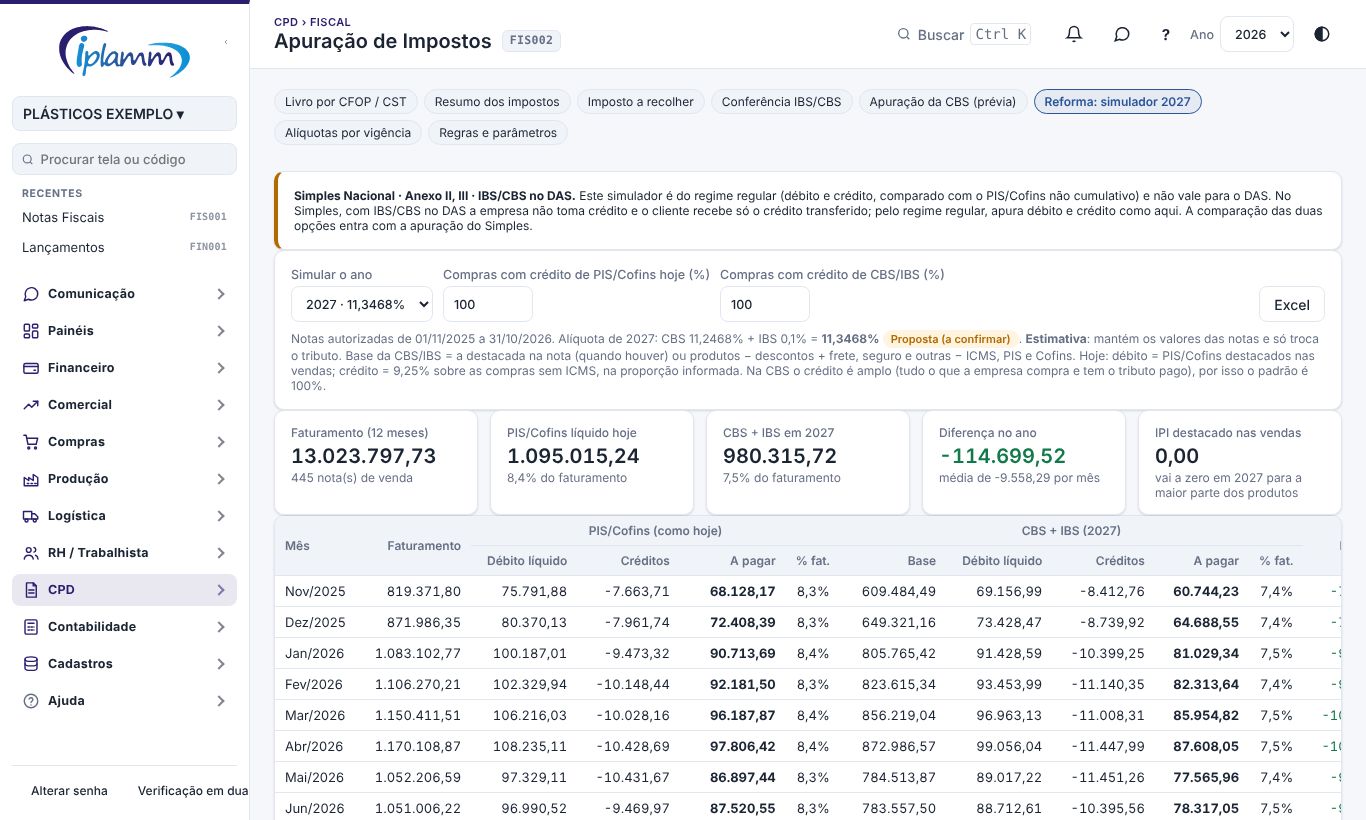 iplamm
‹
PLÁSTICOS EXEMPLO ▾
Procurar tela ou código
RECENTES
Notas Fiscais FIS001
Lançamentos FIN001
Comunicação
Painéis
Financeiro
Comercial
Compras
Produção
Logística
RH / Trabalhista
CPD
Contabilidade
Cadastros
Ajuda
Alterar senha Verificação em dua
CPD › FISCAL
Apuração de Impostos FIS002
Buscar Ctrl K ? Ano 2026
Livro por CFOP / CST Resumo dos impostos Imposto a recolher Conferência IBS/CBS Apuração da CBS (prévia) Reforma: simulador 2027
Alíquotas por vigência Regras e parâmetros
Simples Nacional · Anexo II, III · IBS/CBS no DAS. Este simulador é do regime regular (débito e crédito, comparado com o PIS/Cofins não cumulativo) e não vale para o DAS. No
Simples, com IBS/CBS no DAS a empresa não toma crédito e o cliente recebe só o crédito transferido; pelo regime regular, apura débito e crédito como aqui. A comparação das duas
opções entra com a apuração do Simples.
Simular o ano Compras com crédito de PIS/Cofins hoje (%) Compras com crédito de CBS/IBS (%)
2027 · 11,3468% 100 100 Excel
Notas autorizadas de 01/11/2025 a 31/10/2026. Alíquota de 2027: CBS 11,2468% + IBS 0,1% = 11,3468% Proposta (a confirmar) . Estimativa: mantém os valores das notas e só troca
o tributo. Base da CBS/IBS = a destacada na nota (quando houver) ou produtos − descontos + frete, seguro e outras − ICMS, PIS e Cofins. Hoje: débito = PIS/Cofins destacados nas
vendas; crédito = 9,25% sobre as compras sem ICMS, na proporção informada. Na CBS o crédito é amplo (tudo o que a empresa compra e tem o tributo pago), por isso o padrão é
100%.
Faturamento (12 meses)
13.023.797,73
445 nota(s) de venda
PIS/Cofins líquido hoje
1.095.015,24
8,4% do faturamento
CBS + IBS em 2027
980.315,72
7,5% do faturamento
Diferença no ano
-114.699,52
média de -9.558,29 por mês
IPI destacado nas vendas
0,00
vai a zero em 2027 para a
maior parte dos produtos
PIS/Cofins (como hoje) CBS + IBS (2027)
Mês Faturamento Débito líquido Créditos A pagar % fat. Base Débito líquido Créditos A pagar % fat.
Nov/2025 819.371,80 75.791,88 -7.663,71 68.128,17 8,3% 609.484,49 69.156,99 -8.412,76 60.744,23 7,4%
Dez/2025 871.986,35 80.370,13 -7.961,74 72.408,39 8,3% 649.321,16 73.428,47 -8.739,92 64.688,55 7,4%
Jan/2026 1.083.102,77 100.187,01 -9.473,32 90.713,69 8,4% 805.765,42 91.428,59 -10.399,25 81.029,34 7,5%
Fev/2026 1.106.270,21 102.329,94 -10.148,44 92.181,50 8,3% 823.615,34 93.453,99 -11.140,35 82.313,64 7,4%
Mar/2026 1.150.411,51 106.216,03 -10.028,16 96.187,87 8,4% 856.219,04 96.963,13 -11.008,31 85.954,82 7,5%
Abr/2026 1.170.108,87 108.235,11 -10.428,69 97.806,42 8,4% 872.986,57 99.056,04 -11.447,99 87.608,05 7,5%
Mai/2026 1.052.206,59 97.329,11 -10.431,67 86.897,44 8,3% 784.513,87 89.017,22 -11.451,26 77.565,96 7,4%
Jun/2026 1.051.006,22 96.990,52 -9.469,97 87.520,55 8,3% 783.557,50 88.712,61 -10.395,56 78.317,05 7,5%